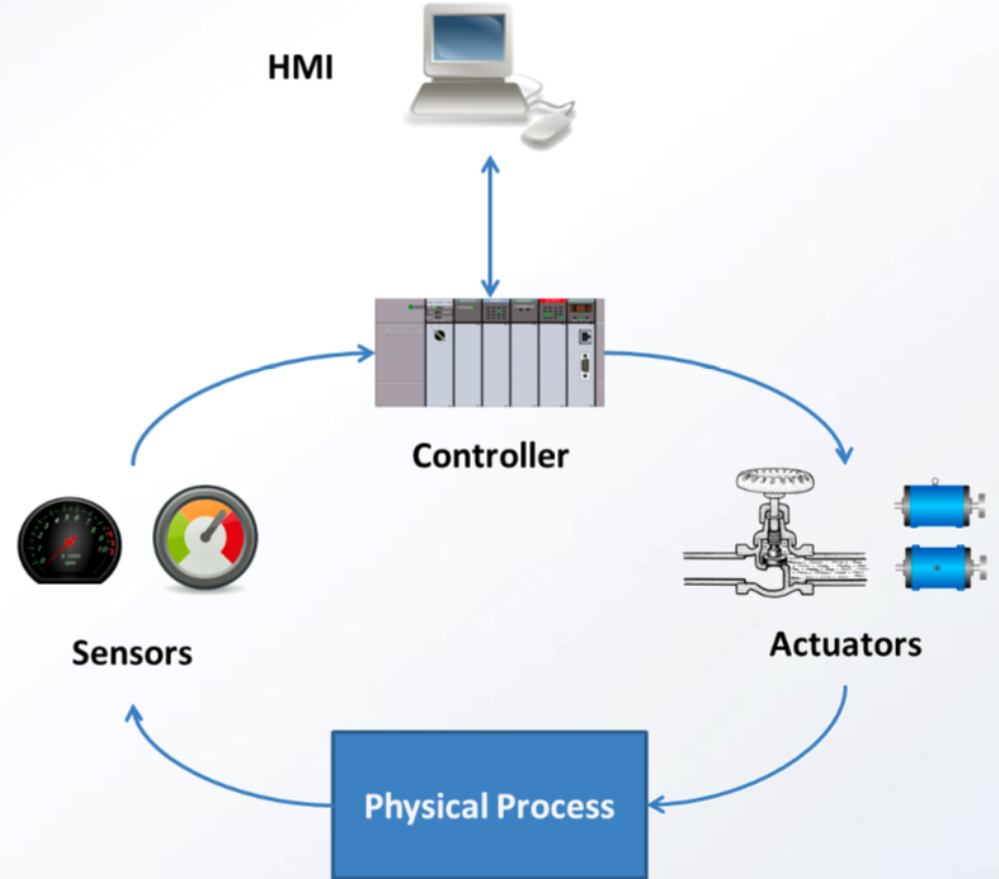 HMI
Controller
Sensors
Actuators
Physical Process